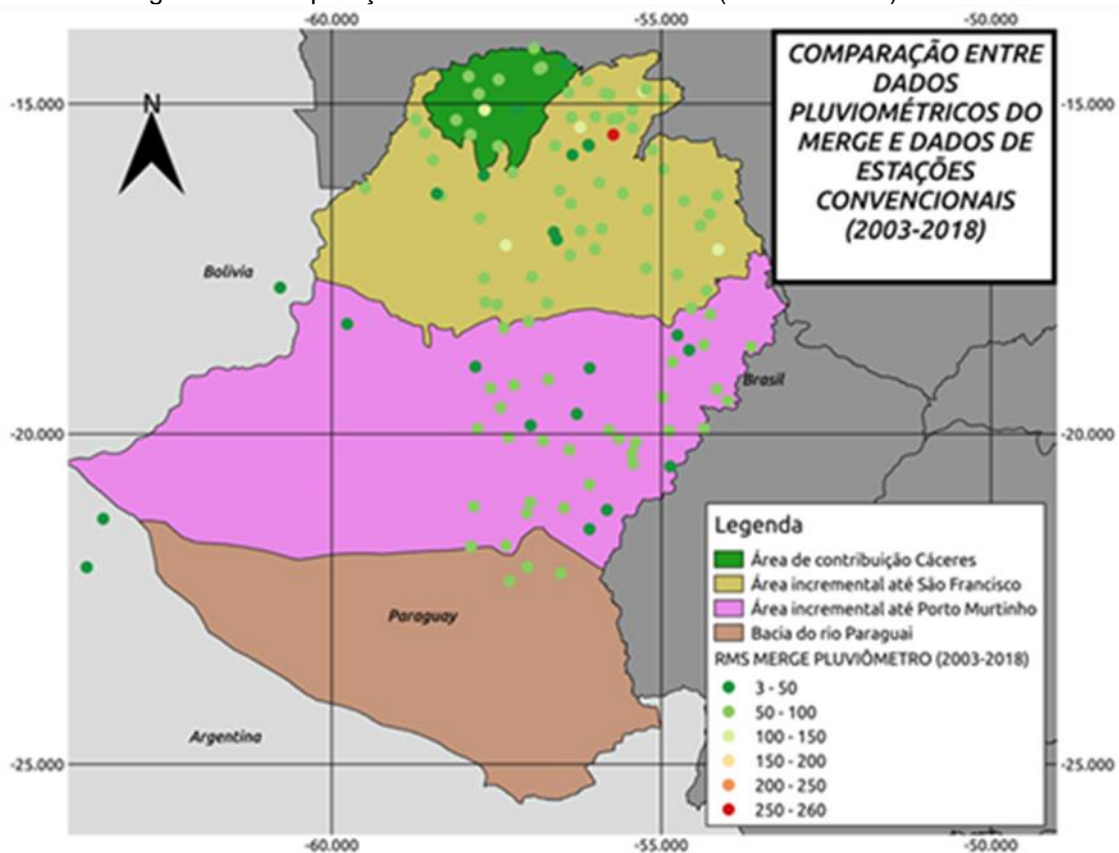 -60.000 -55.000 -50.000
COMPARAÇÃO ENTRE
DADOS
PLUVIOMÉTRICOS DO
MERGE E DADOS DE
ESTAÇÕES
CONVENCIONAIS
(2003-2018)
N
-15.000 -15.000
Bolivia
Brasil
-20.000 -20.000
Legenda
Área de contribuição Cáceres
Área incremental até São Francisco
Área incremental até Porto Murtinho
Bacia do rio Paraguai
RMS MERGE PLUVIÔMETRO (2003-2018)
3 - 50
50 - 100
100 - 150
150 - 200
200 - 250
250 - 260
Paraguay
Argentina
-25.000 -25.000
-60.000 -55.000 -50.000